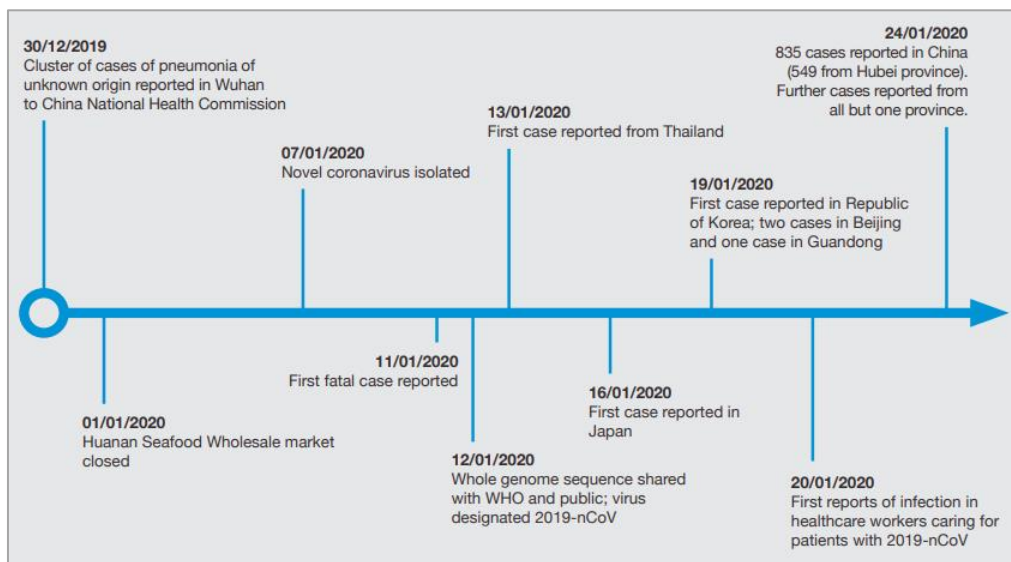 30/12/2019
Cluster of cases of pneumonia of
unknown origin reported in Wuhan
to China National Health Commission
01/01/2020
Huanan Seafood Wholesale market
closed
07/01/2020
Novel coronavirus isolated
11/01/2020
First fatal case reported
12/01/2020
Whole genome sequence shared
with WHO and public; virus
designated 2019-nCoV
13/01/2020
First case reported from Thailand
16/01/2020
First case reported in
Japan
19/01/2020
First case reported in Republic
of Korea; two cases in Beijing
and one case in Guandong
20/01/2020
First reports of infection in
healthcare workers caring for
patients with 2019-nCoV
24/01/2020
835 cases reported in China
(549 from Hubei province).
Further cases reported from
all but one province.